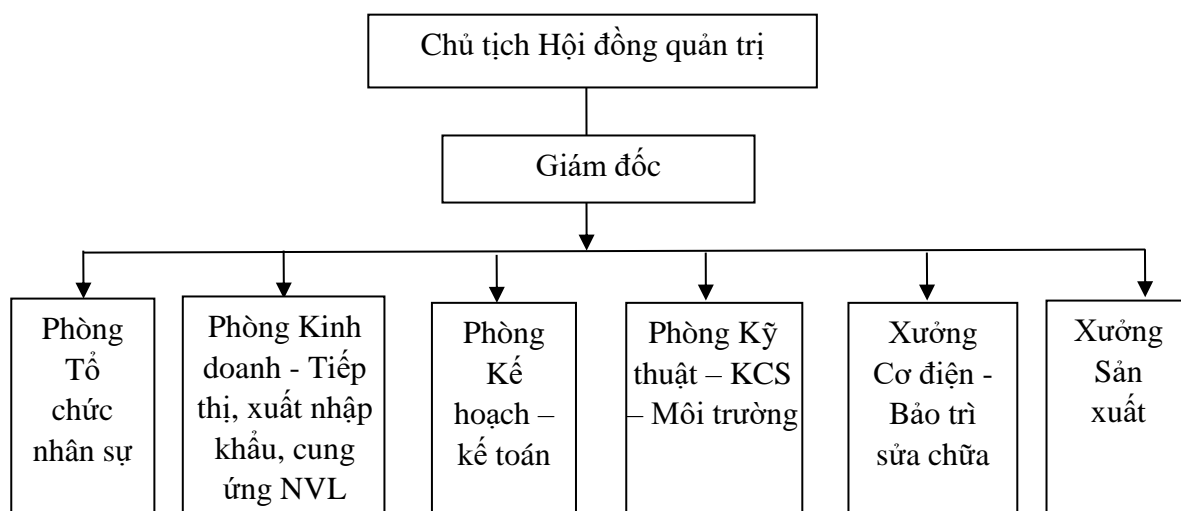 Chủ tịch Hội đồng quản trị
Giám đốc
Phòng
Tổ
chức
nhân sự
Phòng Kinh
doanh - Tiếp
thị, xuất nhập
khẩu, cung
ứng NVL
Phòng
Kế
hoạch –
kế toán
Phòng Kỹ
thuật – KCS
– Môi trường
Xưởng
Cơ điện -
Bảo trì
sửa chữa
Xưởng
Sản
xuất